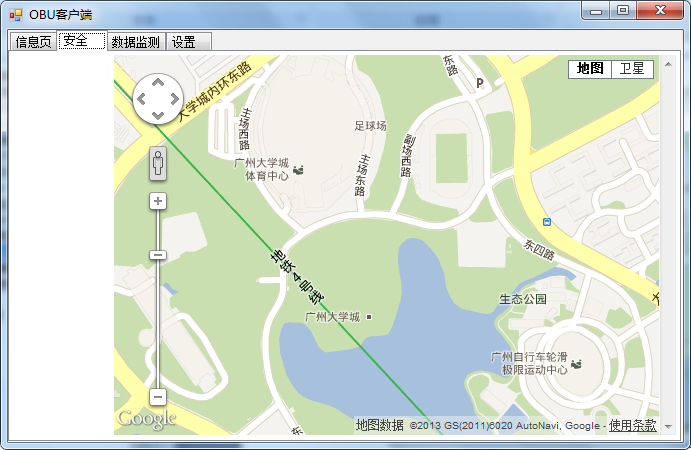 OBU客户端
信息页 安全 数据监测 设置
地图 卫星
大学城内环东路
主场西路
足球场
P
东路
副场西路
广州大学城
体育中心
主场东路
东四路
地铁4号线
生态公园
广州大学城
广州自行车轮滑
极限运动中心
Google
地图数据 ©2013 GS(2011)6020 AutoNavi, Google - 使用条款